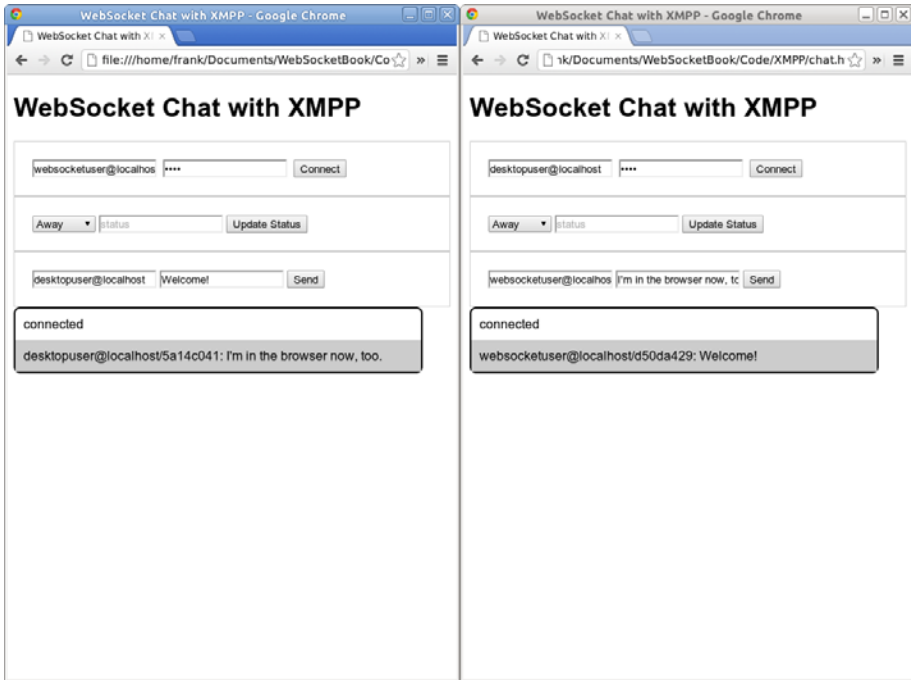 WebSocket Chat with XMPP - Google Chrome
WebSocket Chat with X
file:///home/frank/Documents/WebSocketBook/Co
WebSocket Chat with XMPP
websocketuser@localhos •••• Connect
Away status Update Status
desktopuser@localhost Welcome! Send
connected
desktopuser@localhost/5a14c041: I'm in the browser now, too.
WebSocket Chat with XMPP - Google Chrome
WebSocket Chat with X
nk/Documents/WebSocketBook/Code/XMPP/chat.h
WebSocket Chat with XMPP
desktopuser@localhost •••• Connect
Away status Update Status
websocketuser@localhos I'm in the browser now, to Send
connected
websocketuser@localhost/d50da429: Welcome!